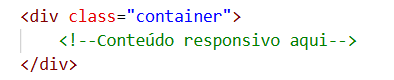 <div class="container">
<!--Conteúdo responsivo aqui-->
</div>